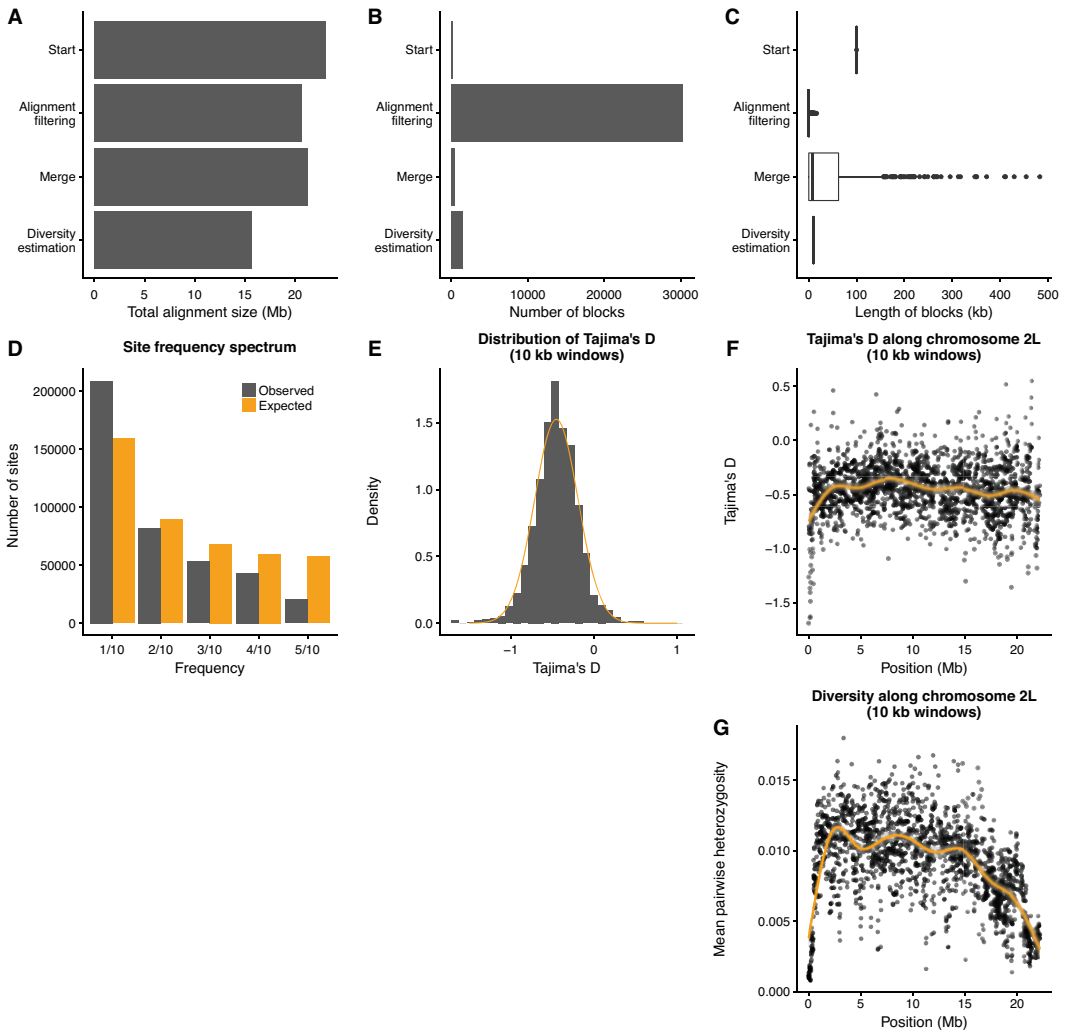 A
Start
Alignment
filtering
Merge
Diversity
estimation
0 5 10 15 20
Total alignment size (Mb)
B
Start
Alignment
filtering
Merge
Diversity
estimation
0 10000 20000 30000
Number of blocks
C
Start
Alignment
filtering
Merge
Diversity
estimation
0 100 200 300 400 500
Length of blocks (kb)
D
Site frequency spectrum
Observed
Expected
200000
150000
100000
50000
0
Number of sites
1/10 2/10 3/10 4/10 5/10
Frequency
E
Distribution of Tajima's D
(10 kb windows)
1.5
1.0
0.5
0.0
Density
−1 0 1
Tajima's D
F
Tajima's D along chromosome 2L
(10 kb windows)
0.5
0.0
−0.5
−1.0
−1.5
Tajima's D
0 5 10 15 20
Position (Mb)
G
Diversity along chromosome 2L
(10 kb windows)
0.015
0.010
0.005
0.000
Mean pairwise heterozygosity
0 5 10 15 20
Position (Mb)